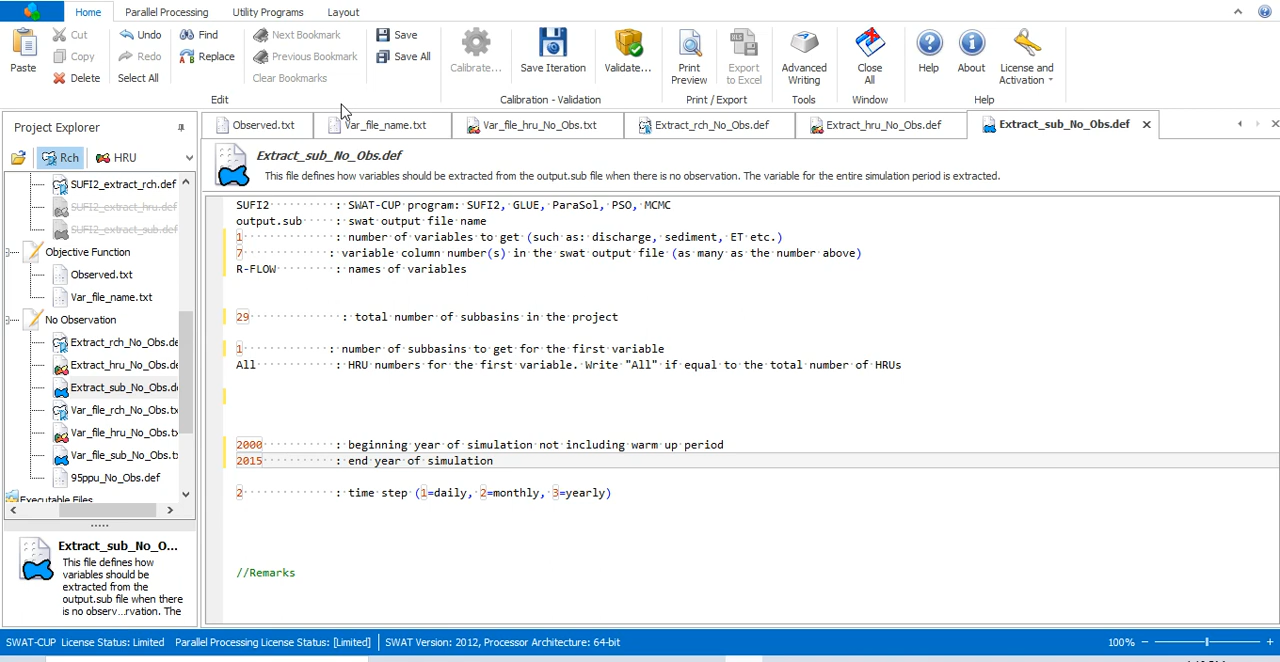 Home Parallel Processing Utility Programs Layout
Cut Undo Find Next Bookmark Save
Copy Redo Replace Previous Bookmark Save All
Paste Delete Select All Clear Bookmarks
Calibrate... Save Iteration Validate... Print Preview Export to Excel Advanced Writing Close All Help About License and Activation
Edit Calibration - Validation Print / Export Tools Window Help
Project Explorer
Observed.txt Var_file_name.txt Var_file_hru_No_Obs.txt Extract_rch_No_Obs.def Extract_hru_No_Obs.def Extract_sub_No_Obs.def
Rch HRU
SUFI2_extract_rch.def
SUFI2_extract_hru.def
SUFI2_extract_sub.def
Objective Function
Observed.txt
Var_file_name.txt
No Observation
Extract_rch_No_Obs.de
Extract_hru_No_Obs.de
Extract_sub_No_Obs.de
Var_file_rch_No_Obs.tx
Var_file_hru_No_Obs.tx
Var_file_sub_No_Obs.tx
95ppu_No_Obs.def
Executable Files
Extract_sub_No_O...
This file defines how
variables should be
extracted from the
output.sub file when there
is no observ...rvation. The
Extract_sub_No_Obs.def
This file defines how variables should be extracted from the output.sub file when there is no observation. The variable for the entire simulation period is extracted.
SUFI2 : SWAT-CUP program: SUFI2, GLUE, ParaSol, PSO, MCMC
output.sub : swat output file name
1 : number of variables to get (such as: discharge, sediment, ET etc.)
7 : variable column number(s) in the swat output file (as many as the number above)
R-FLOW : names of variables
29 : total number of subbasins in the project
1 : number of subbasins to get for the first variable
All : HRU numbers for the first variable. Write "All" if equal to the total number of HRUs
2000 : beginning year of simulation not including warm up period
2015 : end year of simulation
2 : time step (1=daily, 2=monthly, 3=yearly)
//Remarks
SWAT-CUP License Status: Limited Parallel Processing License Status: [Limited] SWAT Version: 2012, Processor Architecture: 64-bit 100%